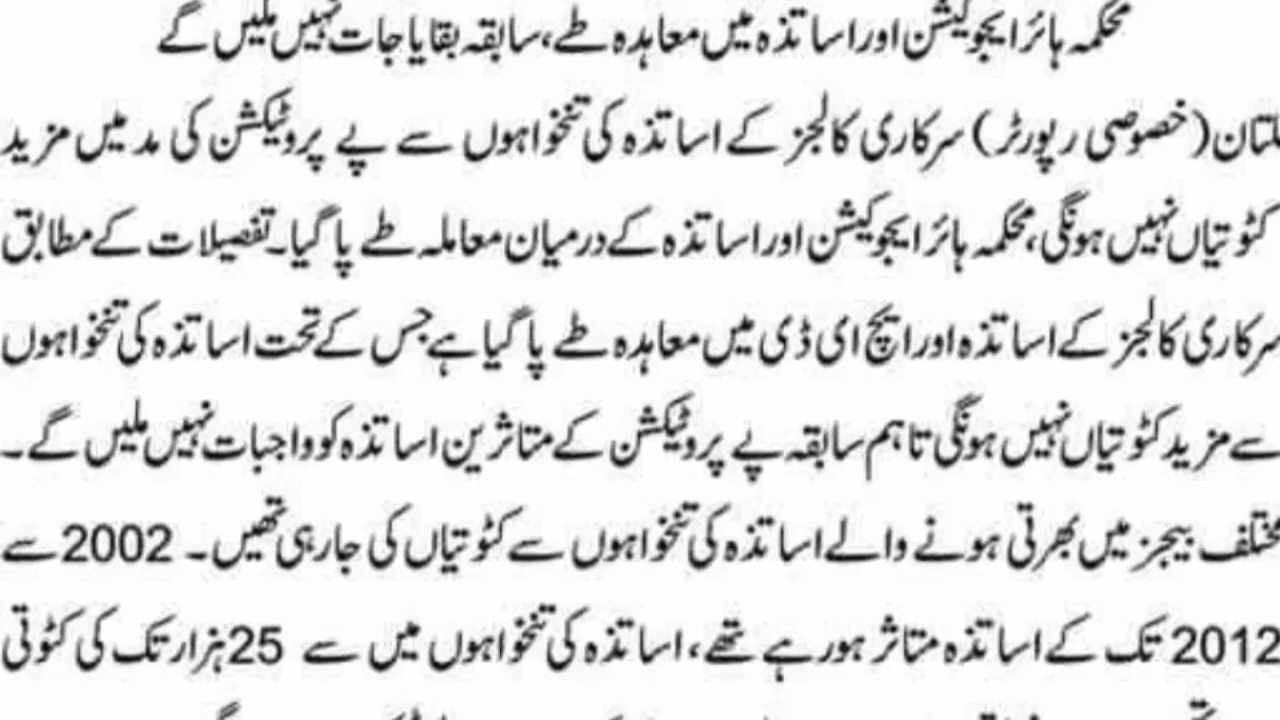 محکمہ ہائر ایجوکیشن اور اساتذہ میں معاہدہ طے، سابقہ بقایا جات نہیں ملیں گے
ملتان (خصوصی رپورٹر) سرکاری کالجز کے اساتذہ کی تنخواہوں سے پے پروٹیکشن کی مد میں مزید
کٹوتیاں نہیں ہونگی، محکمہ ہائر ایجوکیشن اور اساتذہ کے درمیان معاملہ طے پا گیا۔ تفصیلات کے مطابق
سرکاری کالجز کے اساتذہ اور ایچ ای ڈی میں معاہدہ طے پا گیا ہے جس کے تحت اساتذہ کی تنخواہوں
سے مزید کٹوتیاں نہیں ہونگی تاہم سابقہ پے پروٹیکشن کے متاثرین اساتذہ کو واجبات نہیں ملیں گے۔
مختلف بیجز میں بھرتی ہونے والے اساتذہ کی تنخواہوں سے کٹوتیاں کی جارہی تھیں۔ 2002 سے
2012 تک کے اساتذہ متاثر ہورہے تھے، اساتذہ کی تنخواہوں میں سے 25 ہزار تک کی کٹوتی